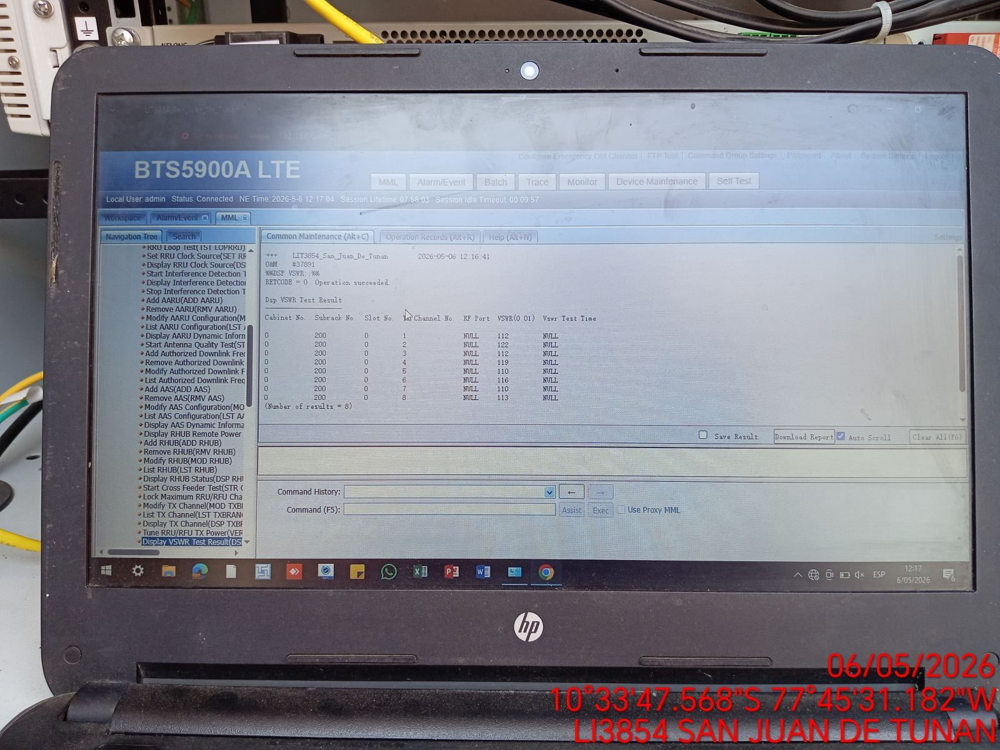 KELONG
LIT3854_San_Juan_De_Tunan
Configure Emergency OM Channel FTP Tool Command Group Settings Password About System Settings Logout
BTS5900A LTE
MML Alarm/Event Batch Trace Monitor Device Maintenance Self Test
Local User: admin Status: Connected NE Time: 2026-5-6 12:17:04 Session Lifetime: 07:58:03 Session Idle Timeout: 00:09:57
Workspace Alarm/Event MML
Navigation Tree Search
Common Maintenance (Alt+C) Operation Records (Alt+R) Help (Alt+N) Settings
RRU Loop Test(TST LOPRRU)
Set RRU Clock Source(SET RR
Display RRU Clock Source(DS
Start Interference Detection T
Display Interference Detection
Stop Interference Detection T
Add AARU(ADD AARU)
Remove AARU(RMV AARU)
Modify AARU Configuration(M
List AARU Configuration(LST
Display AARU Dynamic Inform
Start Antenna Quality Test(ST
Add Authorized Downlink Fre
Remove Authorized Downlink
Modify Authorized Downlink F
List Authorized Downlink Freq
Add AAS(ADD AAS)
Remove AAS(RMV AAS)
Modify AAS Configuration(MO
List AAS Configuration(LST AA
Display AAS Dynamic Informa
Display RHUB Remote Power
Add RHUB(ADD RHUB)
Remove RHUB(RMV RHUB)
Modify RHUB(MOD RHUB)
List RHUB(LST RHUB)
Display RHUB Status(DSP RH
Start Cross Feeder Test(STR C
Lock Maximum RRU/RFU Cha
Modify TX Channel(MOD TXB
List TX Channel(LST TXBRAN
Display TX Channel(DSP TXB
Tune RRU/RFU TX Power(VER
Display VSWR Test Result(DS
+++ LIT3854_San_Juan_De_Tunan 2026-05-06 12:16:41
O&M #37891
%%DSP VSWR:;%%
RETCODE = 0 Operation succeeded.
Dsp VSWR Test Result
Cabinet No. Subrack No. Slot No. Tx Channel No. RF Port VSWR(0.01) Vswr Test Time
0 200 0 1 NULL 112 NULL
0 200 0 2 NULL 122 NULL
0 200 0 3 NULL 112 NULL
0 200 0 4 NULL 119 NULL
0 200 0 5 NULL 110 NULL
0 200 0 6 NULL 116 NULL
0 200 0 7 NULL 110 NULL
0 200 0 8 NULL 113 NULL
(Number of results = 8)
Save Result Download Report Auto Scroll Clear All(F6)
Command History:
Command (F5): Assist Exec Use Proxy MML
ESP
12:17
6/05/2026
6
hp
06/05/2026
10°33'47.568"S 77°45'31.182"W
LI3854 SAN JUAN DE TUNAN